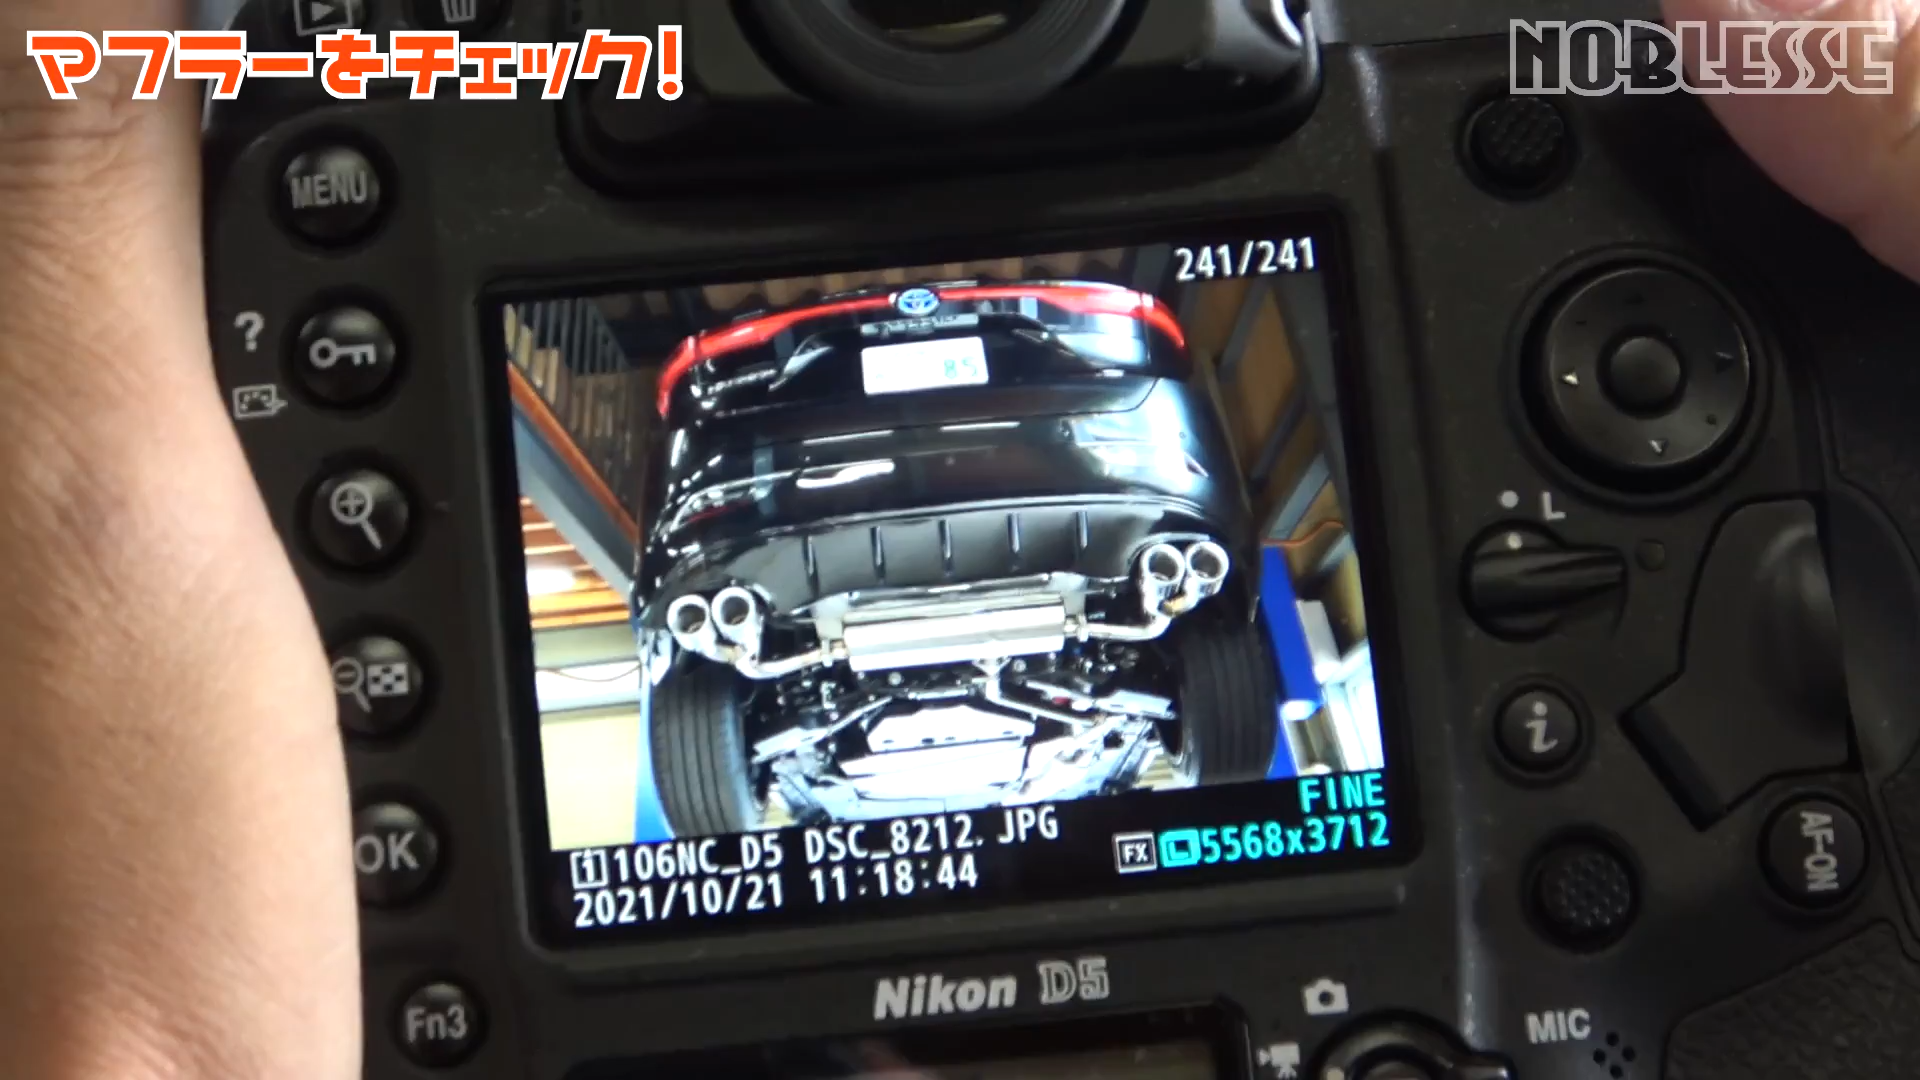 マフラーをチェック!
NOBLESSE
MENU
241/241
?
85
L
FINE
106NC_D5 DSC_8212.JPG
FX L 5568x3712
2021/10/21 11:18:44
i
OK
AF-ON
Nikon D5
Fn3
MIC